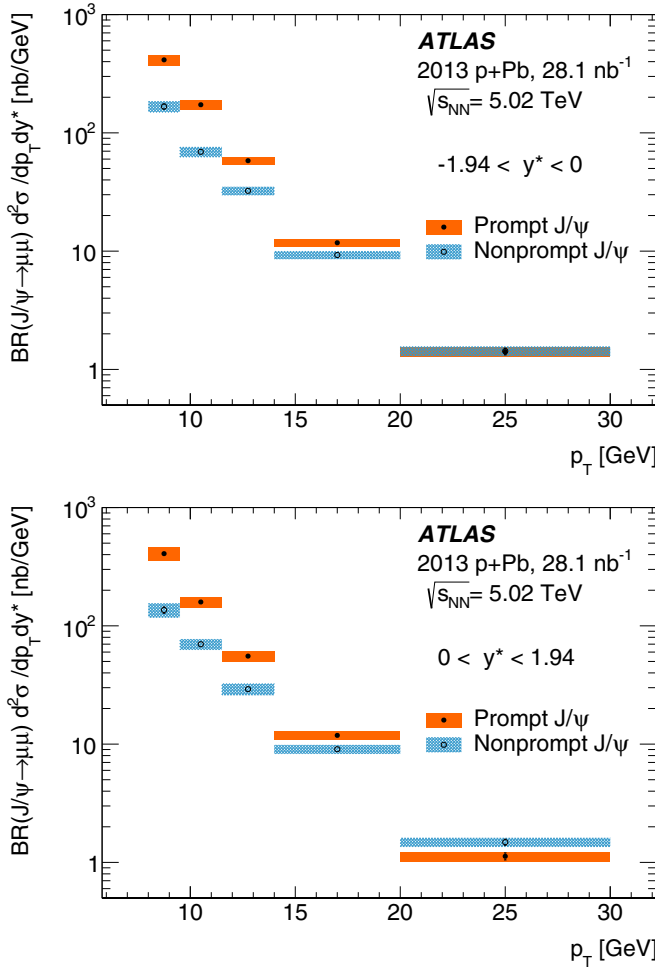 10³
10²
10
1
BR(J/ψ→μμ) d²σ /dp_T dy* [nb/GeV]
ATLAS
2013 p+Pb, 28.1 nb⁻¹
√s_NN = 5.02 TeV
-1.94 < y* < 0
Prompt J/ψ
Nonprompt J/ψ
10 15 20 25 30
p_T [GeV]
10³
10²
10
1
BR(J/ψ→μμ) d²σ /dp_T dy* [nb/GeV]
ATLAS
2013 p+Pb, 28.1 nb⁻¹
√s_NN = 5.02 TeV
0 < y* < 1.94
Prompt J/ψ
Nonprompt J/ψ
10 15 20 25 30
p_T [GeV]